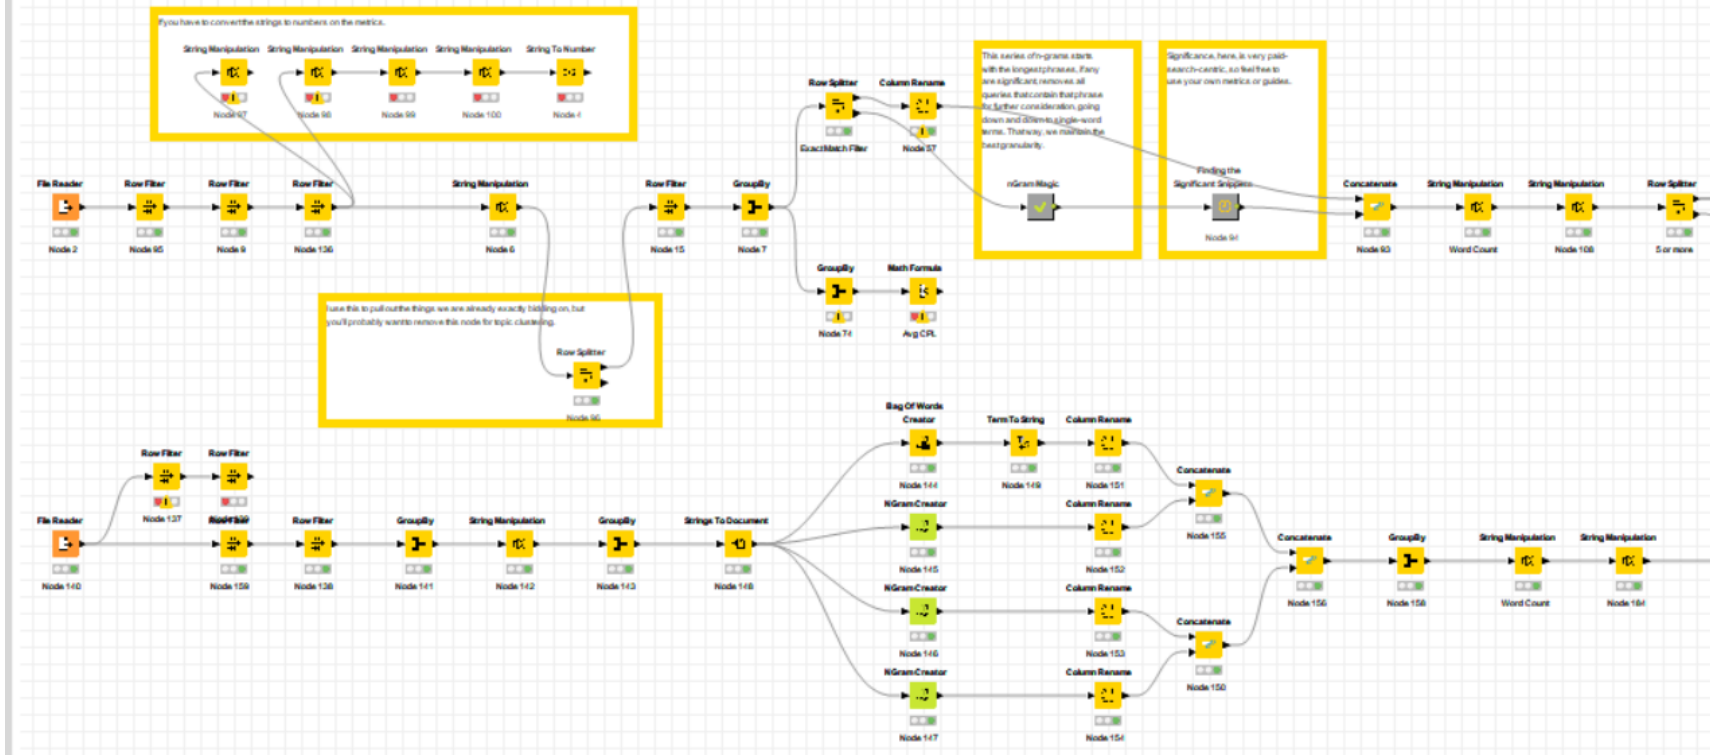 If you have to convert the strings to numbers on the metrics.
String Manipulation String Manipulation String Manipulation String Manipulation String To Number
Node 97 Node 98 Node 99 Node 100 Node 4
This series of n-grams starts
with the longest phrases, if any
are significant, removes all
queries that contain that phrase
for further consideration, going
down and down to single-word
terms. That way, we maintain the
best granularity.
Significance, here, is very paid-
search-centric, so feel free to
use your own metrics or guides.
Row Splitter Column Rename
Exact Match Filter Node 57
nGram Magic
Finding the
Significant Snippets
Node 94
File Reader Row Filter Row Filter Row Filter String Manipulation Row Filter GroupBy Concatenate String Manipulation String Manipulation Row Splitter
Node 2 Node 95 Node 9 Node 136 Node 6 Node 15 Node 7 Node 93 Word Count Node 108 5 or more
GroupBy Math Formula
Node 74 Avg CPL
I use this to pull out the things we are already exactly bidding on, but
you'll probably want to remove this node for topic clustering.
Row Splitter
Node 96
Row Filter Row Filter
Node 137
File Reader Row Filter Row Filter GroupBy String Manipulation GroupBy Strings To Document
Node 140 Node 159 Node 138 Node 141 Node 142 Node 143 Node 148
Bag Of Words
Creator Term To String Column Rename
Node 144 Node 149 Node 151
NGram Creator Column Rename
Node 145 Node 152
NGram Creator Column Rename
Node 146 Node 153
NGram Creator Column Rename
Node 147 Node 154
Concatenate
Node 155
Concatenate
Node 150
Concatenate GroupBy String Manipulation String Manipulation
Node 156 Node 158 Word Count Node 184